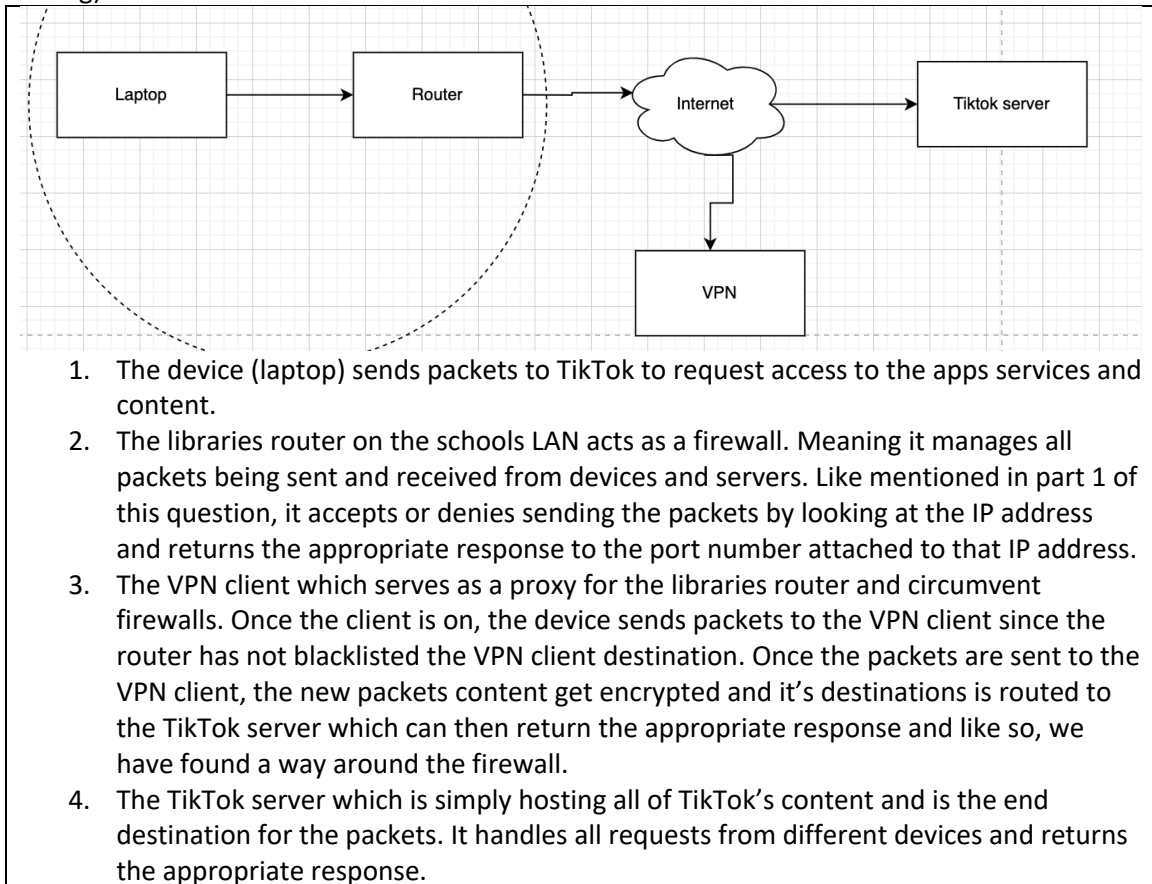 Laptop
Router
Internet
Tiktok server
VPN
1. The device (laptop) sends packets to TikTok to request access to the apps services and
content.
2. The libraries router on the schools LAN acts as a firewall. Meaning it manages all
packets being sent and received from devices and servers. Like mentioned in part 1 of
this question, it accepts or denies sending the packets by looking at the IP address
and returns the appropriate response to the port number attached to that IP address.
3. The VPN client which serves as a proxy for the libraries router and circumvent
firewalls. Once the client is on, the device sends packets to the VPN client since the
router has not blacklisted the VPN client destination. Once the packets are sent to the
VPN client, the new packets content get encrypted and it’s destinations is routed to
the TikTok server which can then return the appropriate response and like so, we
have found a way around the firewall.
4. The TikTok server which is simply hosting all of TikTok’s content and is the end
destination for the packets. It handles all requests from different devices and returns
the appropriate response.